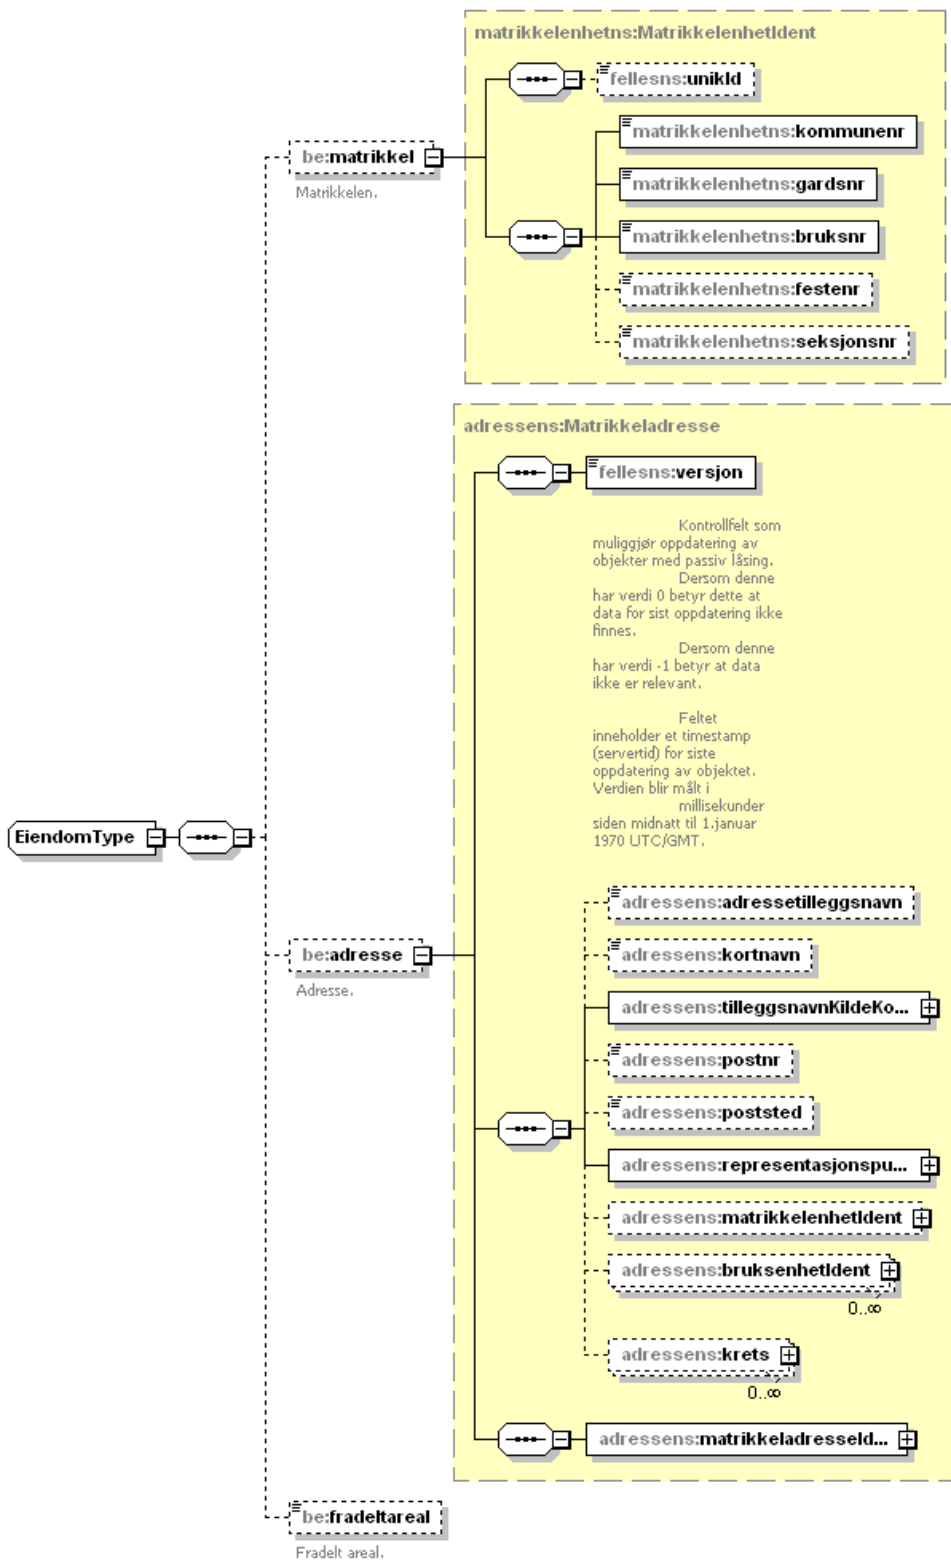 matrikkelenhetns:MatrikkelenhetIdent
fellesns:unikId
matrikkelenhetns:kommunenr
be:matrikkel
Matrikkelen.
matrikkelenhetns:gardsnr
matrikkelenhetns:bruksnr
matrikkelenhetns:festenr
matrikkelenhetns:seksjonsnr
adressens:Matrikkeladresse
fellesns:versjon
Kontrollfelt som
muliggjør oppdatering av
objekter med passiv låsing.
Dersom denne
har verdi 0 betyr dette at
data for sist oppdatering ikke
finnes.
Dersom denne
har verdi -1 betyr at data
ikke er relevant.
Feltet
inneholder et timestamp
(servertid) for siste
oppdatering av objektet.
Verdien blir målt i
millisekunder
siden midnatt til 1.januar
1970 UTC/GMT.
EiendomType
adressens:adressetilleggsnavn
be:adresse
Adresse.
adressens:kortnavn
adressens:tilleggsnavnKildeKo...
adressens:postnr
adressens:poststed
adressens:representasjonspu...
adressens:matrikkelenhetIdent
adressens:bruksenhetIdent
0..∞
adressens:krets
0..∞
adressens:matrikkeladresseId...
be:fradeltareal
Fradelt areal.